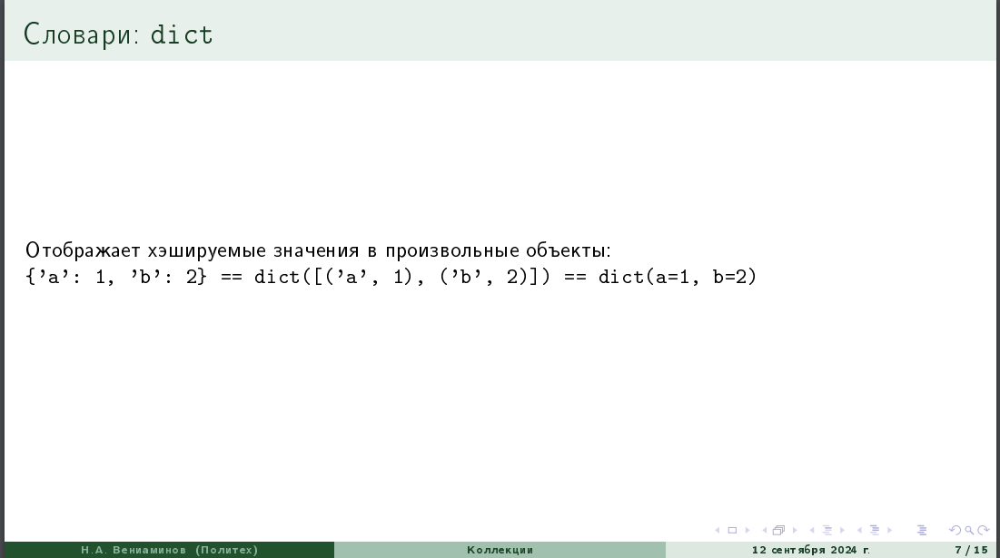 Словари: dict
Отображает хэшируемые значения в произвольные объекты:
{’a’: 1, ’b’: 2} == dict([(’a’, 1), (’b’, 2)]) == dict(a=1, b=2)
Н.А. Вениаминов (Политех) Коллекции 12 сентября 2024 г. 7 / 15